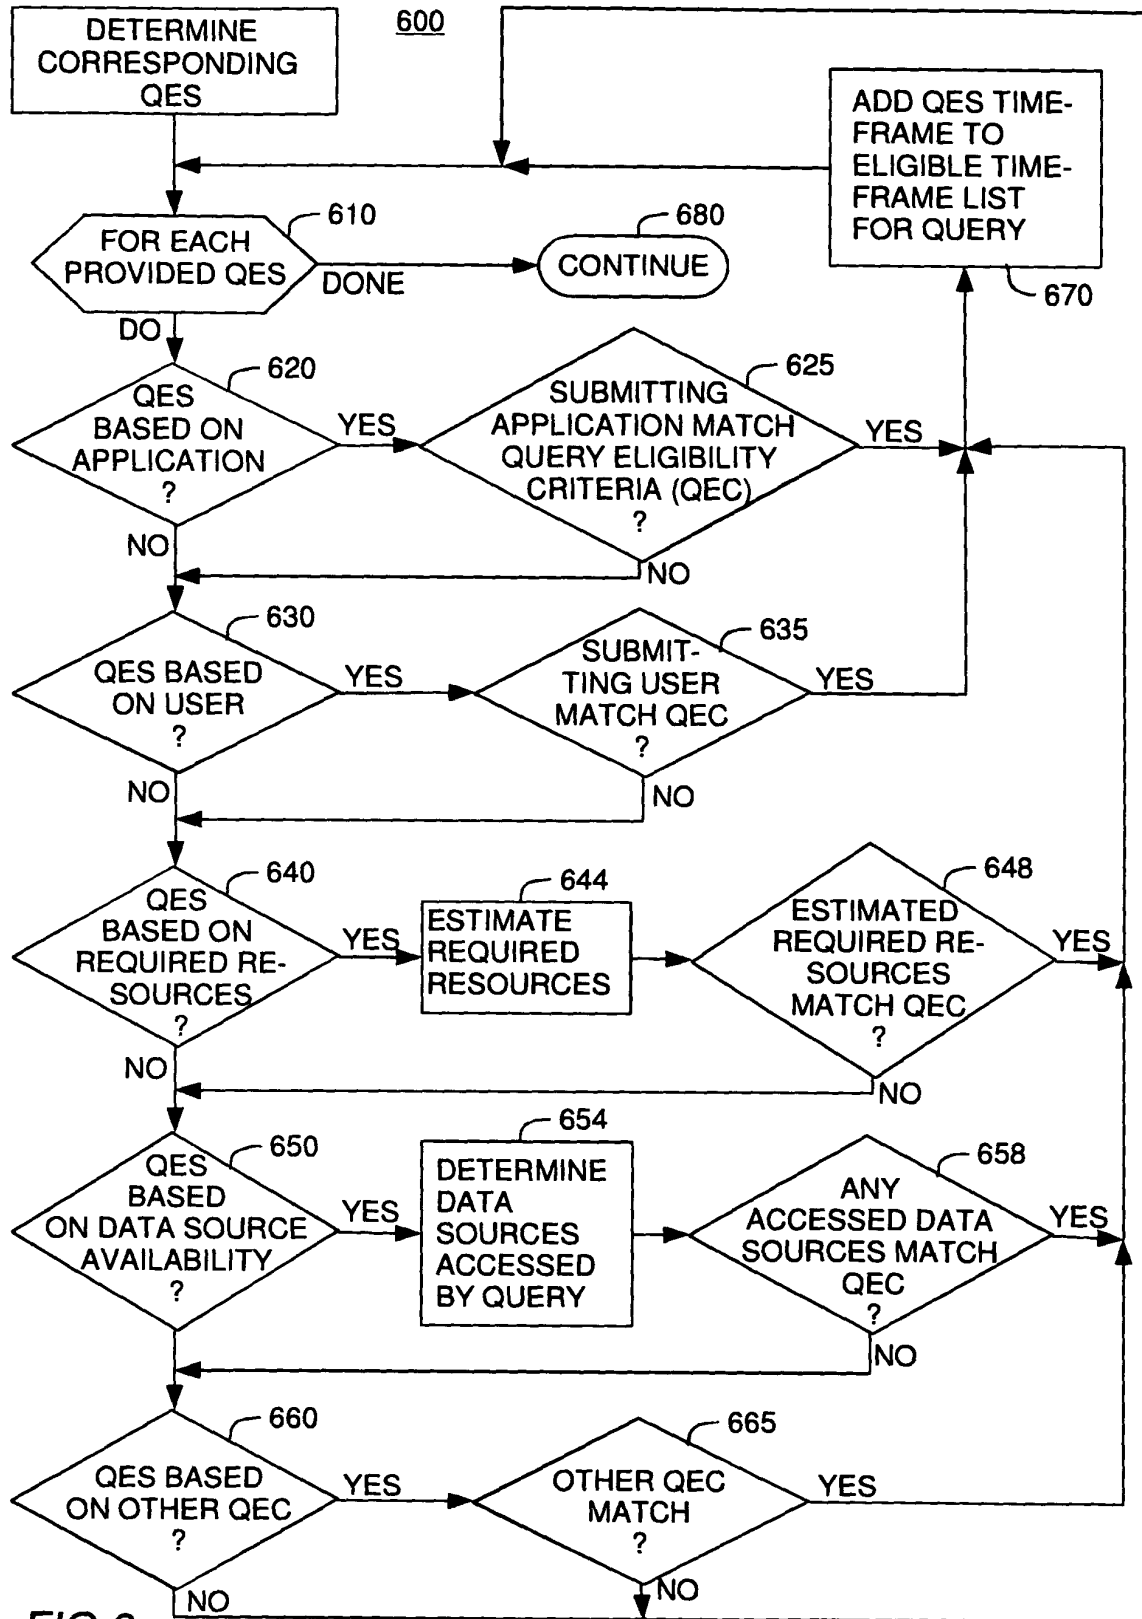 DETERMINE
CORRESPONDING
QES
600
ADD QES TIME-
FRAME TO
ELIGIBLE TIME-
FRAME LIST
FOR QUERY
670
610
FOR EACH
PROVIDED QES
DONE
DO
680
CONTINUE
620
QES
BASED ON
APPLICATION
?
YES
NO
625
SUBMITTING
APPLICATION MATCH
QUERY ELIGIBILITY
CRITERIA (QEC)
?
YES
NO
630
QES BASED
ON USER
?
YES
NO
635
SUBMIT-
TING USER
MATCH QEC
?
YES
NO
640
QES
BASED ON
REQUIRED RE-
SOURCES
?
YES
NO
644
ESTIMATE
REQUIRED
RESOURCES
648
ESTIMATED
REQUIRED RE-
SOURCES
MATCH QEC
?
YES
NO
650
QES
BASED
ON DATA SOURCE
AVAILABILITY
?
YES
654
DETERMINE
DATA
SOURCES
ACCESSED
BY QUERY
658
ANY
ACCESSED DATA
SOURCES MATCH
QEC
?
YES
NO
660
QES BASED
ON OTHER QEC
?
YES
NO
665
OTHER QEC
MATCH
?
YES
NO